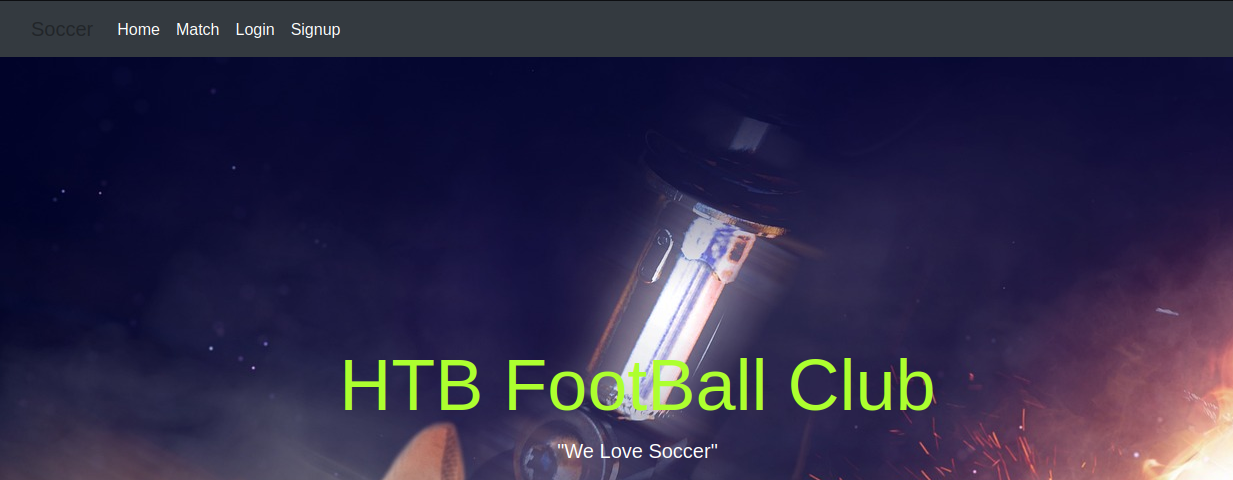 Soccer Home Match Login Signup
HTB FootBall Club
"We Love Soccer"